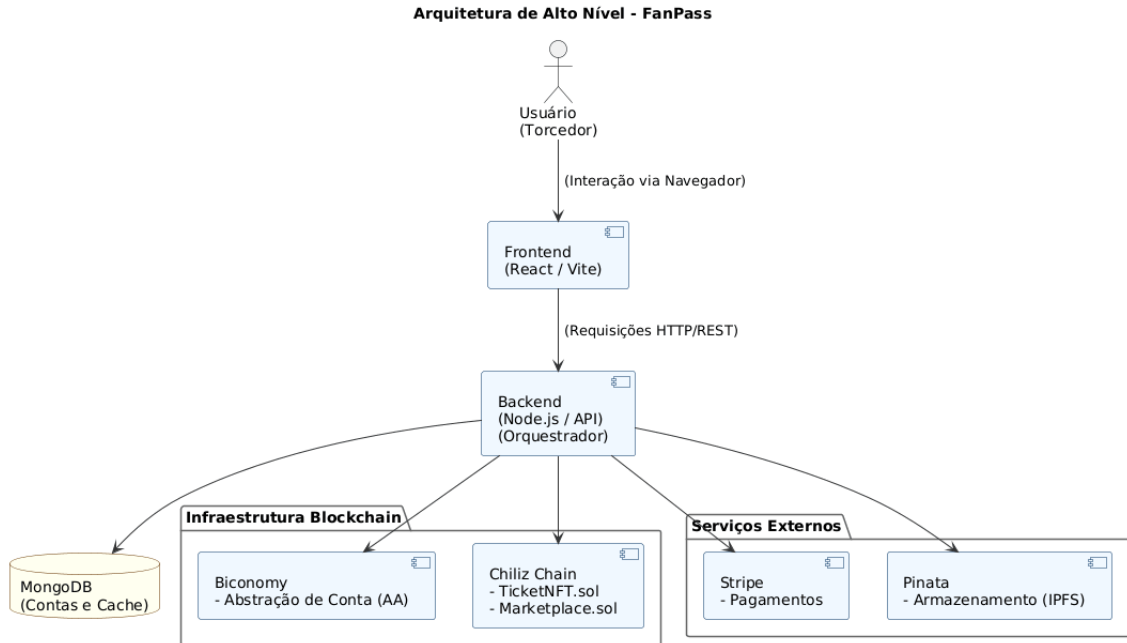 Arquitetura de Alto Nível - FanPass
Usuário
(Torcedor)
(Interação via Navegador)
Frontend
(React / Vite)
(Requisições HTTP/REST)
Backend
(Node.js / API)
(Orquestrador)
MongoDB
(Contas e Cache)
Infraestrutura Blockchain
Biconomy
- Abstração de Conta (AA)
Chiliz Chain
- TicketNFT.sol
- Marketplace.sol
Serviços Externos
Stripe
- Pagamentos
Pinata
- Armazenamento (IPFS)